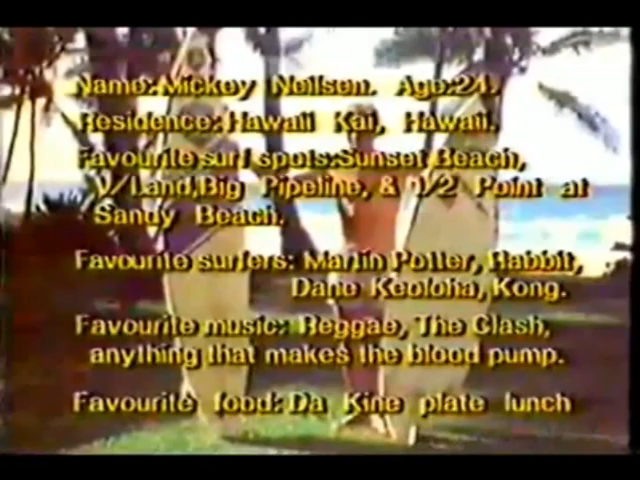 Name: Mickey Neilsen. Age: 24.
Residence: Hawaii Kai, Hawaii.
Favourite surf spots: Sunset Beach,
V/Land, Big Pipeline, & 1/2 Point at
Sandy Beach.
Favourite surfers: Martin Potter, Rabbit,
Dane Keoloha, Kong.
Favourite music: Reggae, The Clash,
anything that makes the blood pump.
Favourite food: Da Kine plate lunch